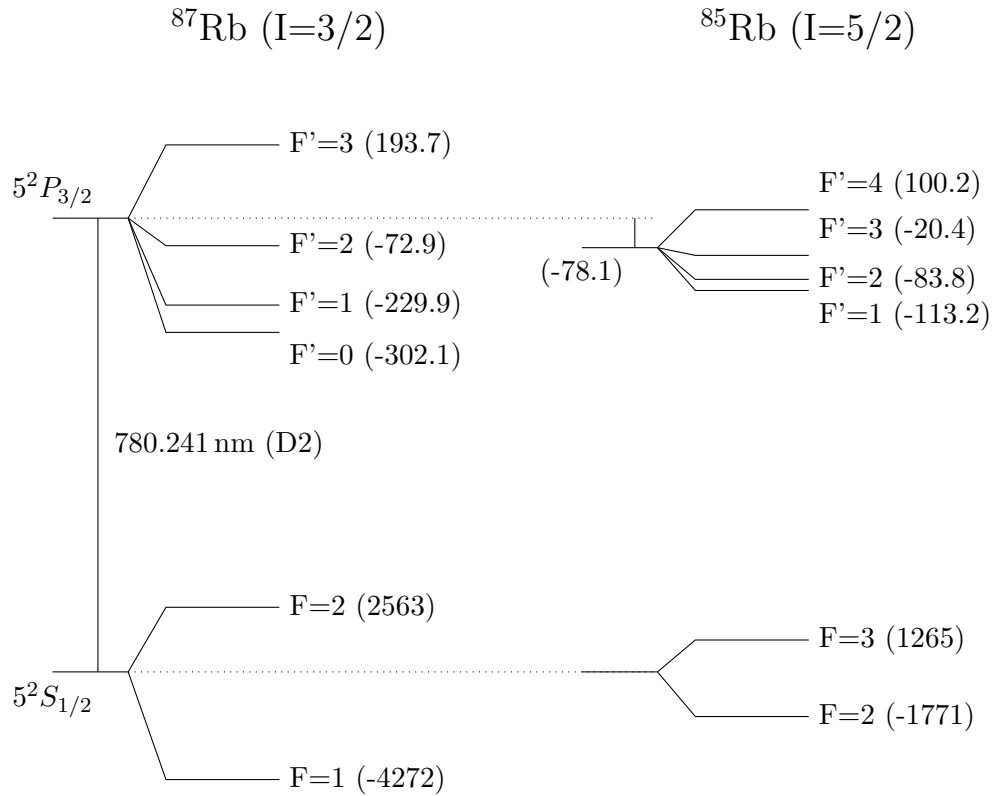 ⁸⁷Rb (I=3/2)
⁸⁵Rb (I=5/2)
5²P₃/₂
F'=3 (193.7)
F'=2 (-72.9)
F'=1 (-229.9)
F'=0 (-302.1)
(-78.1)
F'=4 (100.2)
F'=3 (-20.4)
F'=2 (-83.8)
F'=1 (-113.2)
780.241 nm (D2)
5²S₁/₂
F=2 (2563)
F=1 (-4272)
F=3 (1265)
F=2 (-1771)